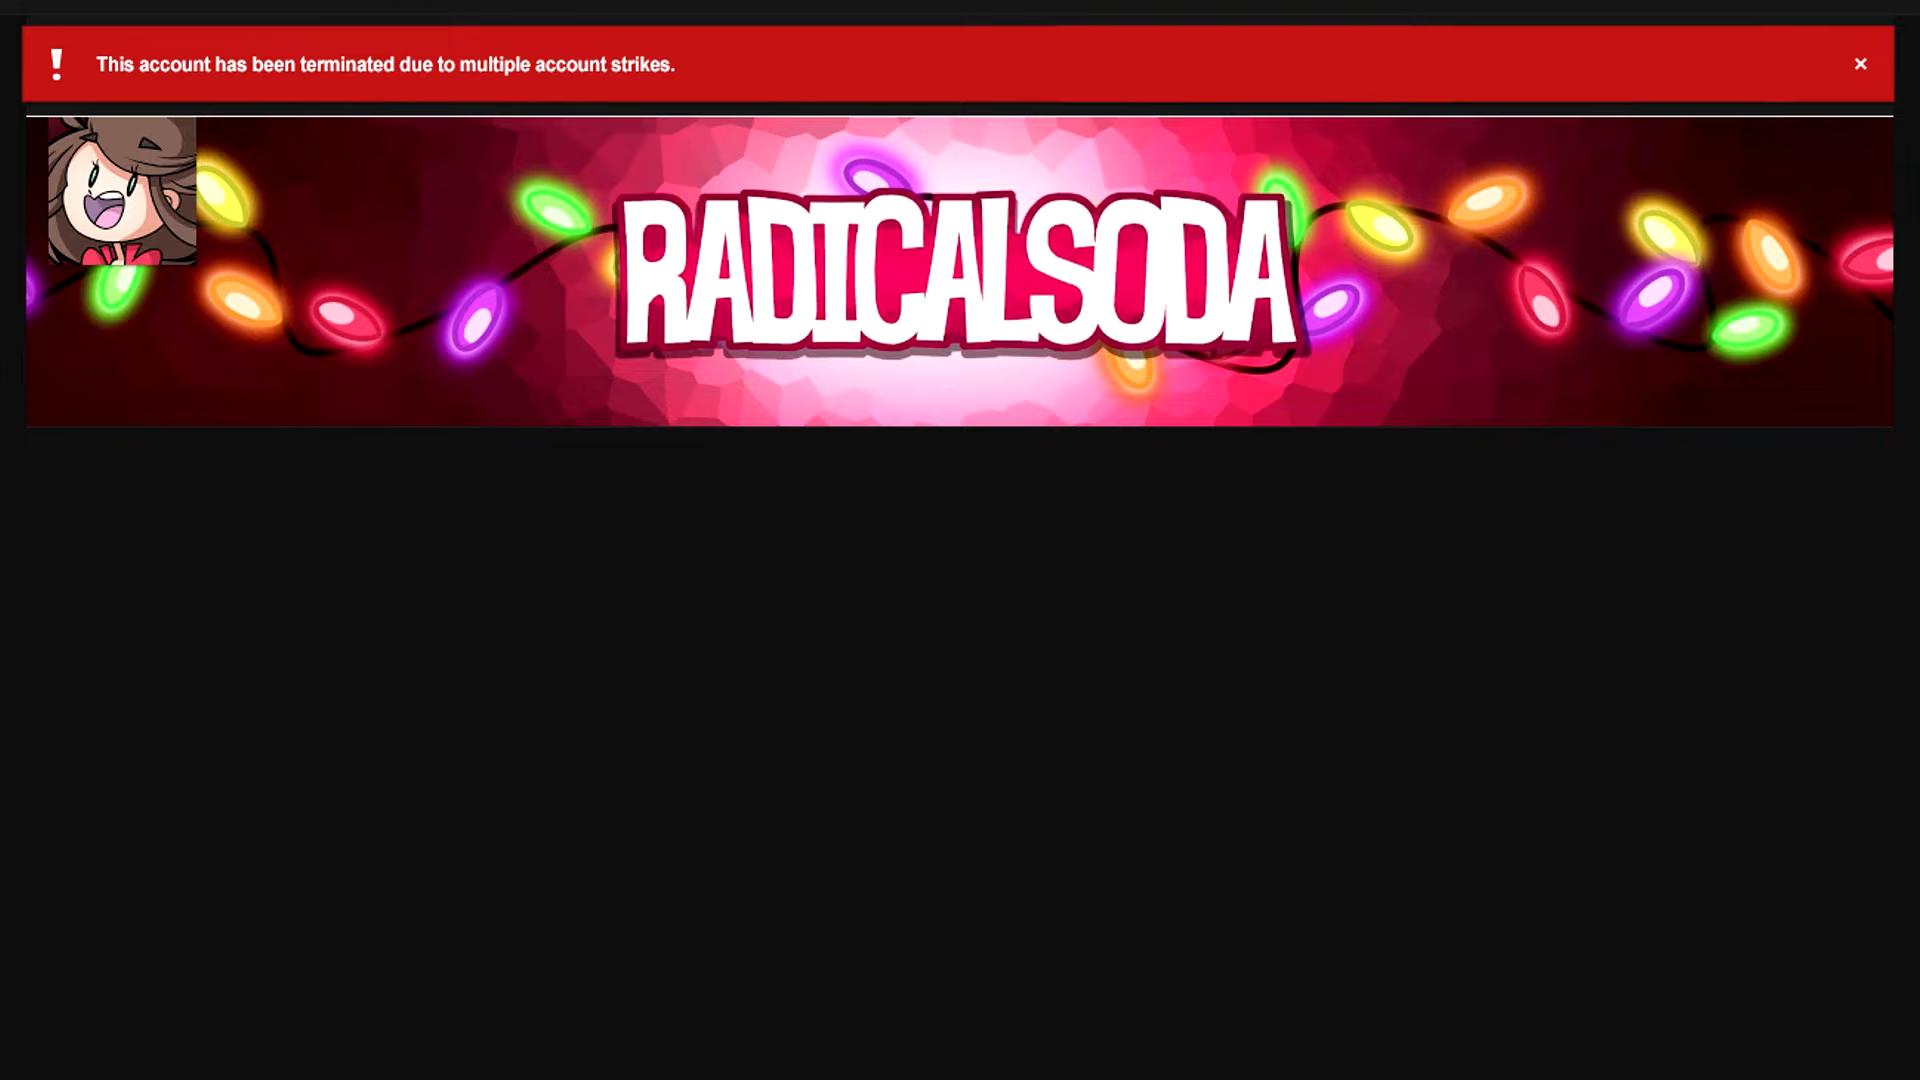 This account has been terminated due to multiple account strikes.
RADICALSODA